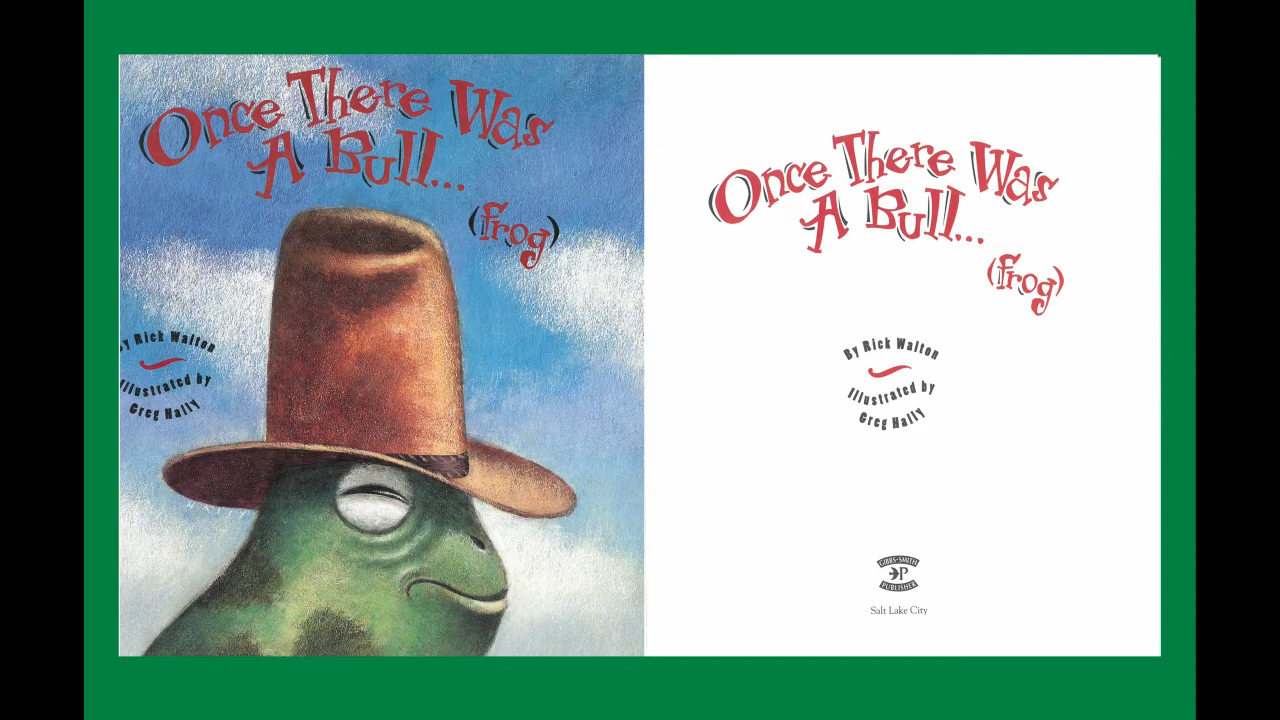 Once There Was
A Bull...
(frog)
By Rick Walton
Illustrated by
Greg Hally
Once There Was
A Bull...
(frog)
By Rick Walton
Illustrated by
Greg Hally
GIBBS·SMITH
P
PUBLISHER
Salt Lake City